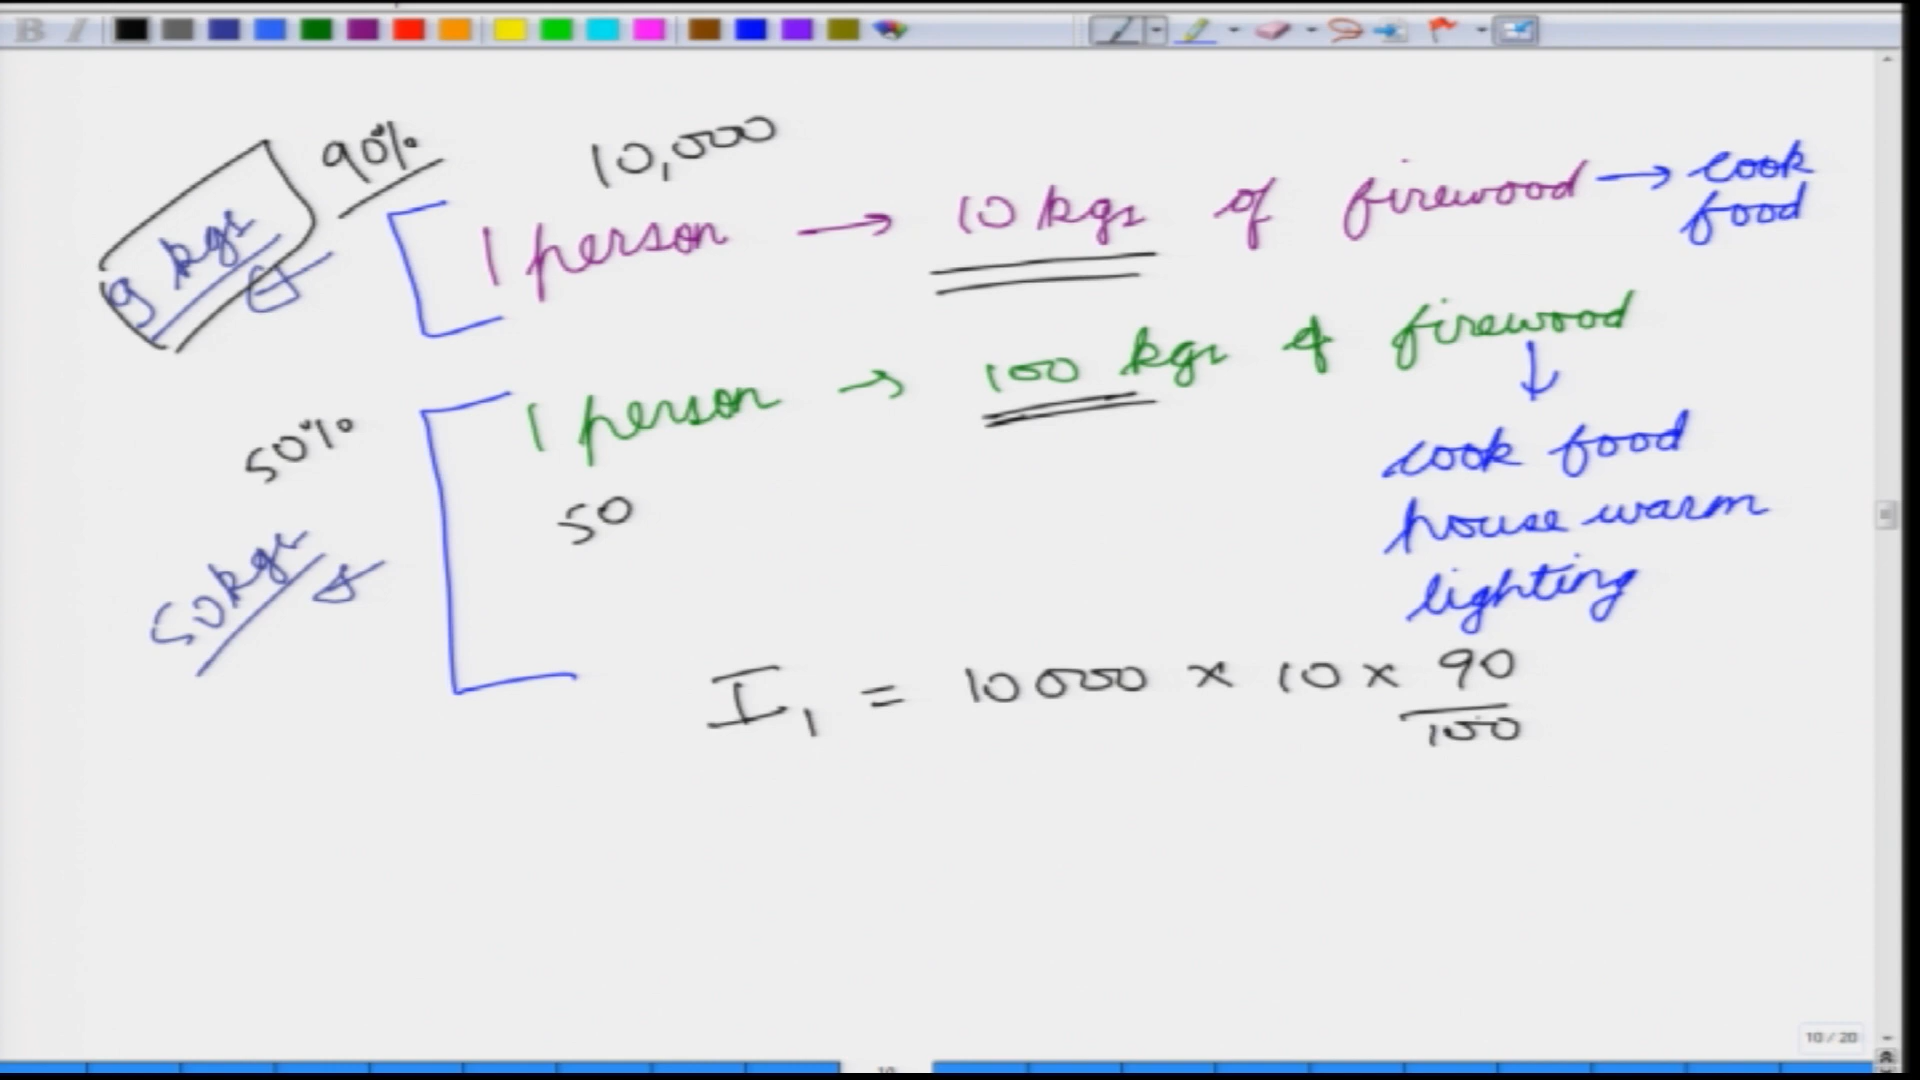 B I
90% 10,000
9 kgs
1 person → 10 kgs of firewood → cook food
1 person → 100 kgs of firewood
↓
50%
cook food
50
house warm
50 kgs
lighting
I₁ = 10000 × 10 × 90/100
10 / 20
10